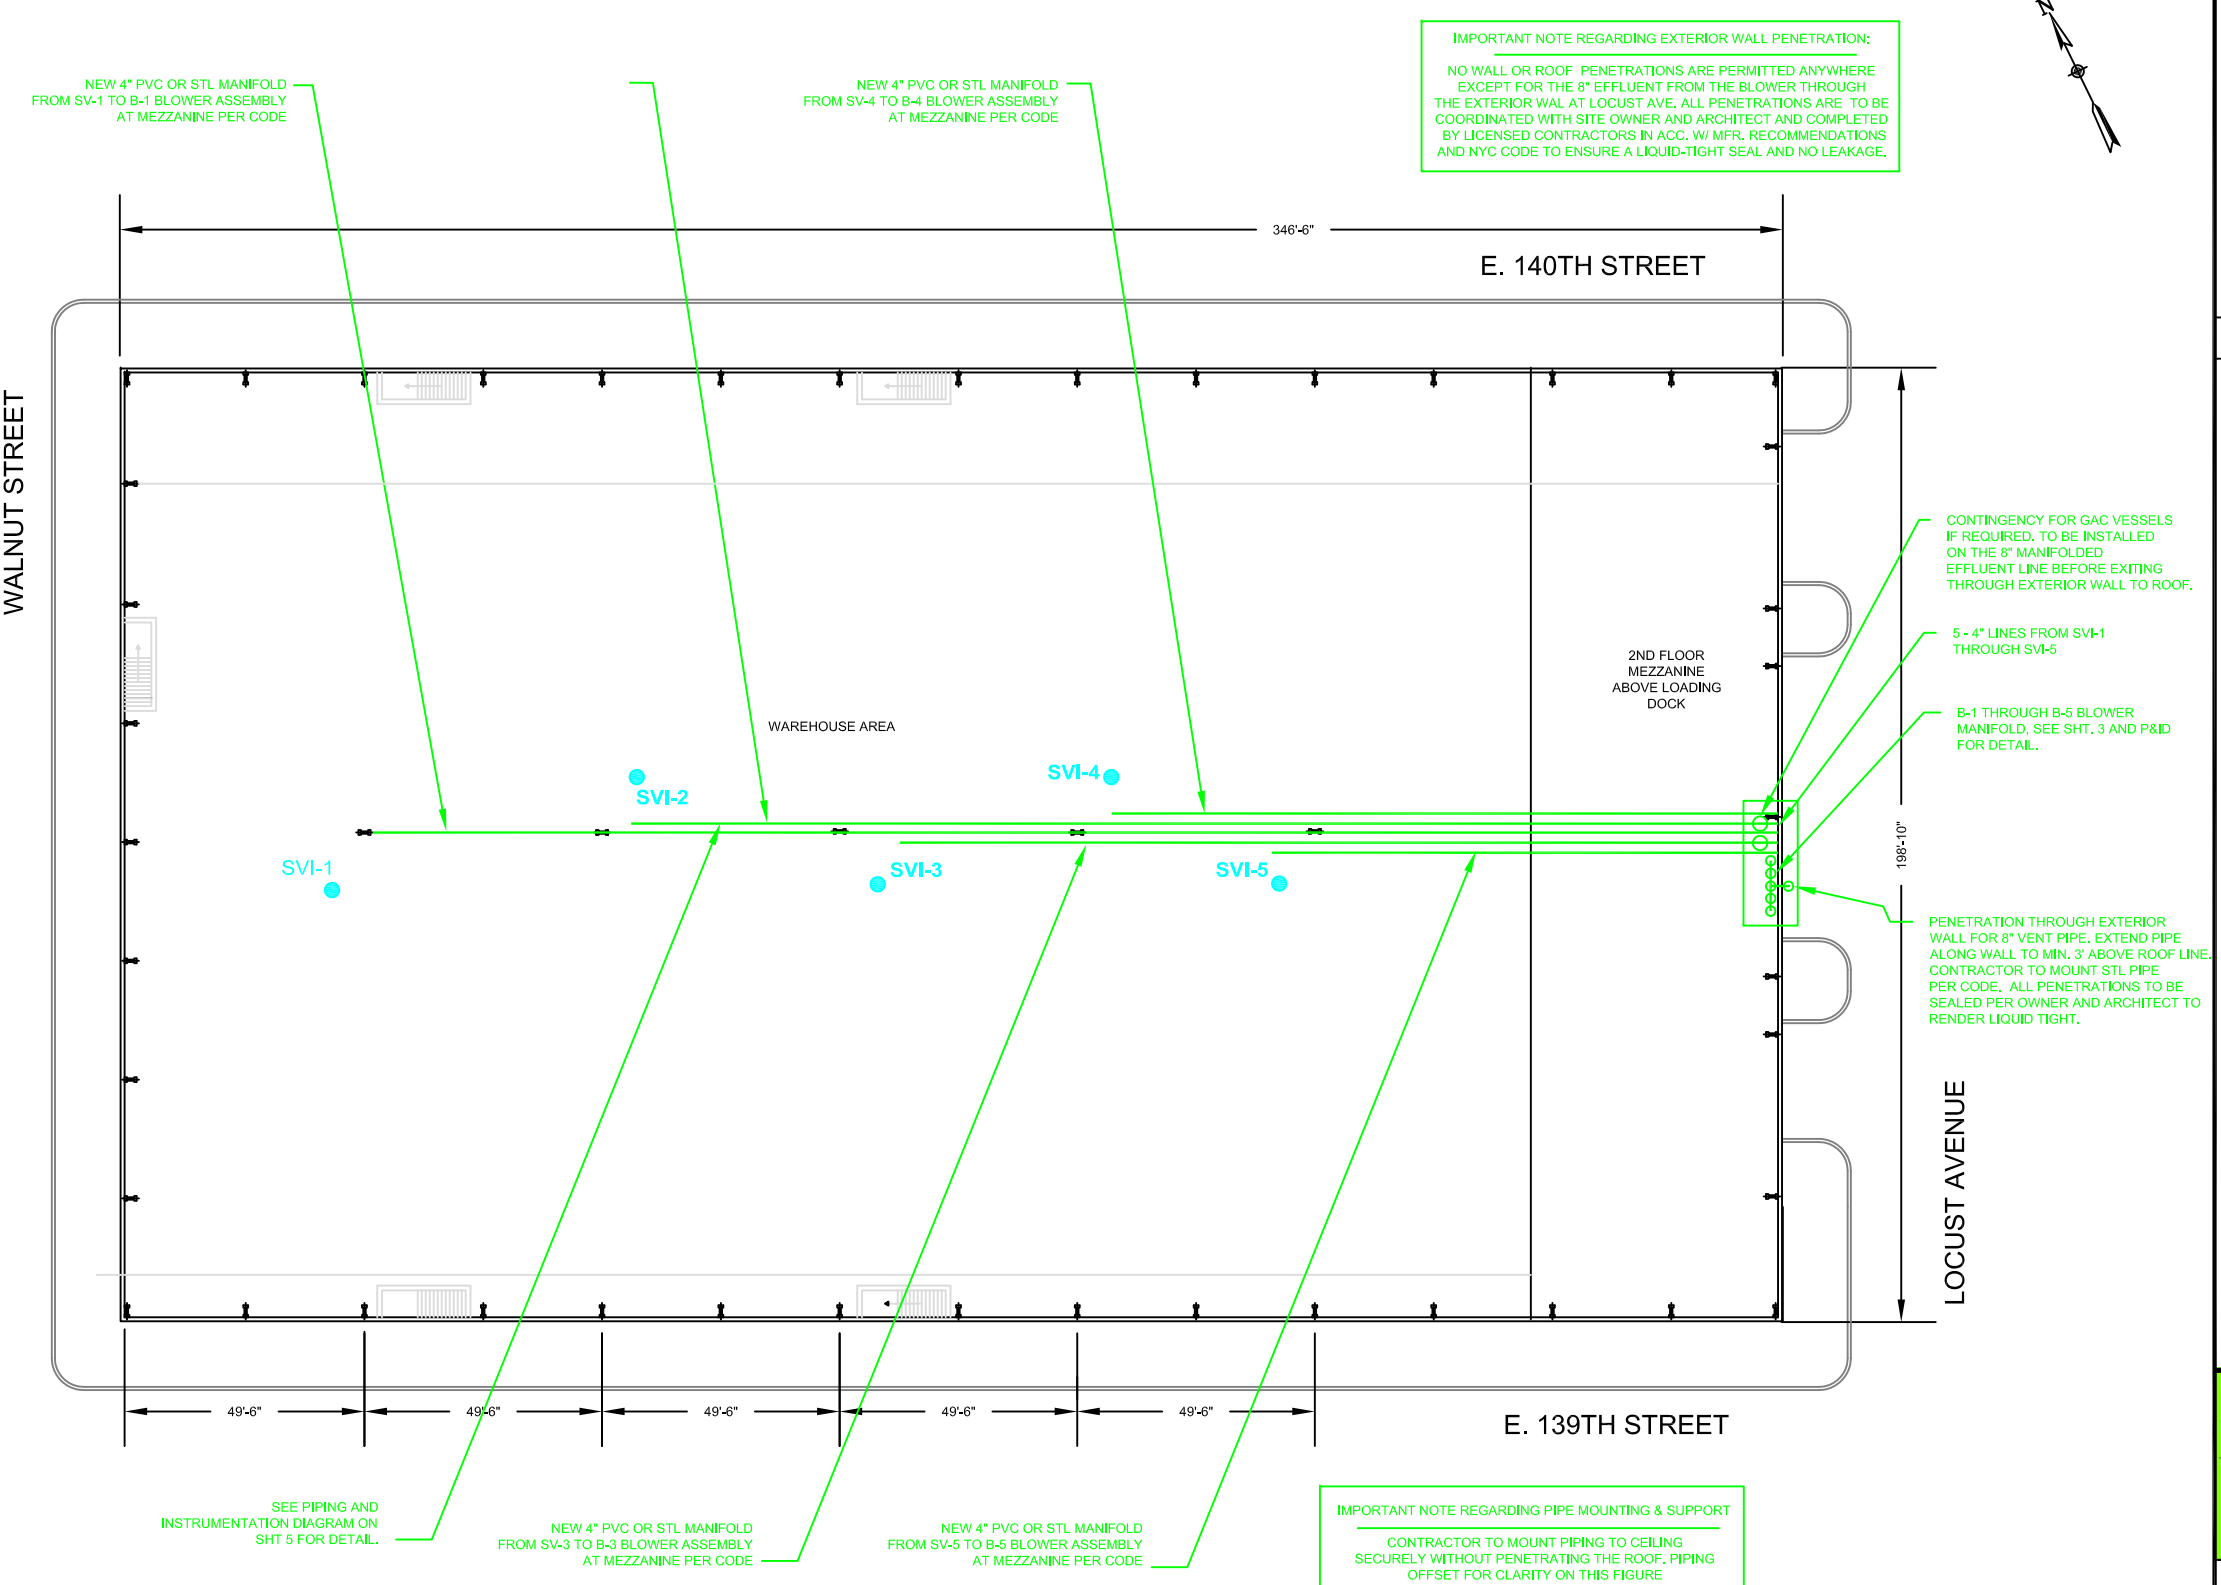 N
IMPORTANT NOTE REGARDING EXTERIOR WALL PENETRATION:
NO WALL OR ROOF PENETRATIONS ARE PERMITTED ANYWHERE
EXCEPT FOR THE 8" EFFLUENT FROM THE BLOWER THROUGH
THE EXTERIOR WAL AT LOCUST AVE. ALL PENETRATIONS ARE TO BE
COORDINATED WITH SITE OWNER AND ARCHITECT AND COMPLETED
BY LICENSED CONTRACTORS IN ACC. W/ MFR. RECOMMENDATIONS
AND NYC CODE TO ENSURE A LIQUID-TIGHT SEAL AND NO LEAKAGE.
NEW 4" PVC OR STL MANIFOLD
FROM SV-1 TO B-1 BLOWER ASSEMBLY
AT MEZZANINE PER CODE
NEW 4" PVC OR STL MANIFOLD
FROM SV-4 TO B-4 BLOWER ASSEMBLY
AT MEZZANINE PER CODE
346'-6"
E. 140TH STREET
WALNUT STREET
CONTINGENCY FOR GAC VESSELS
IF REQUIRED. TO BE INSTALLED
ON THE 8" MANIFOLDED
EFFLUENT LINE BEFORE EXITING
THROUGH EXTERIOR WALL TO ROOF.
5 - 4" LINES FROM SVI-1
THROUGH SVI-5
2ND FLOOR
MEZZANINE
ABOVE LOADING
DOCK
B-1 THROUGH B-5 BLOWER
MANIFOLD, SEE SHT. 3 AND P&ID
FOR DETAIL.
WAREHOUSE AREA
SVI-4
SVI-2
SVI-1
SVI-3
SVI-5
198'-10"
PENETRATION THROUGH EXTERIOR
WALL FOR 8" VENT PIPE. EXTEND PIPE
ALONG WALL TO MIN. 3' ABOVE ROOF LINE.
CONTRACTOR TO MOUNT STL PIPE
PER CODE. ALL PENETRATIONS TO BE
SEALED PER OWNER AND ARCHITECT TO
RENDER LIQUID TIGHT.
LOCUST AVENUE
49'-6"
49'-6"
49'-6"
49'-6"
49'-6"
E. 139TH STREET
SEE PIPING AND
INSTRUMENTATION DIAGRAM ON
SHT 5 FOR DETAIL.
NEW 4" PVC OR STL MANIFOLD
FROM SV-3 TO B-3 BLOWER ASSEMBLY
AT MEZZANINE PER CODE
NEW 4" PVC OR STL MANIFOLD
FROM SV-5 TO B-5 BLOWER ASSEMBLY
AT MEZZANINE PER CODE
IMPORTANT NOTE REGARDING PIPE MOUNTING & SUPPORT
CONTRACTOR TO MOUNT PIPING TO CEILING
SECURELY WITHOUT PENETRATING THE ROOF. PIPING
OFFSET FOR CLARITY ON THIS FIGURE